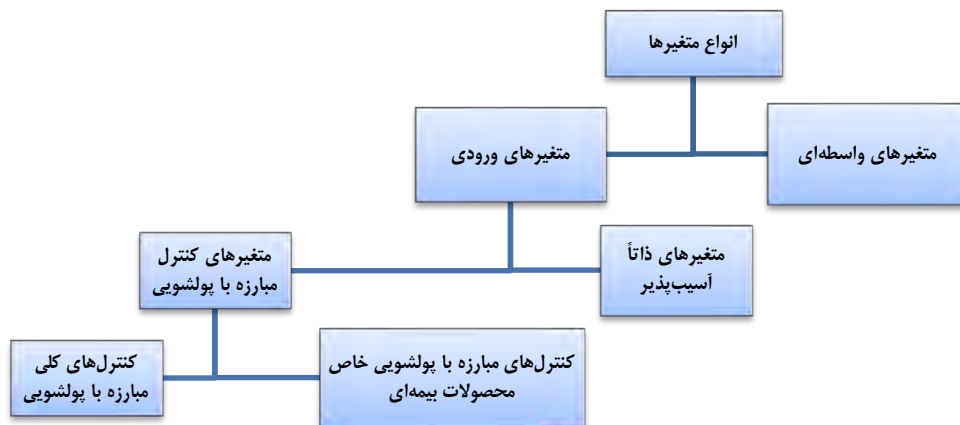 انواع متغیرها
متغیرهای واسطه‌ای
متغیرهای ورودی
متغیرهای ذاتاً
آسیب‌پذیر
متغیرهای کنترل
مبارزه با پولشویی
کنترل‌های مبارزه با پولشویی خاص
محصولات بیمه‌ای
کنترل‌های کلی
مبارزه با پولشویی